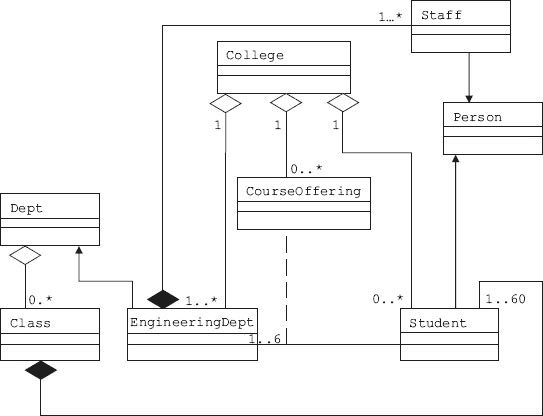 1...*
Staff
College
Person
1
1
1
0..*
CourseOffering
Dept
0..*
1..*
0..*
1..60
Class
EngineeringDept
Student
1..6